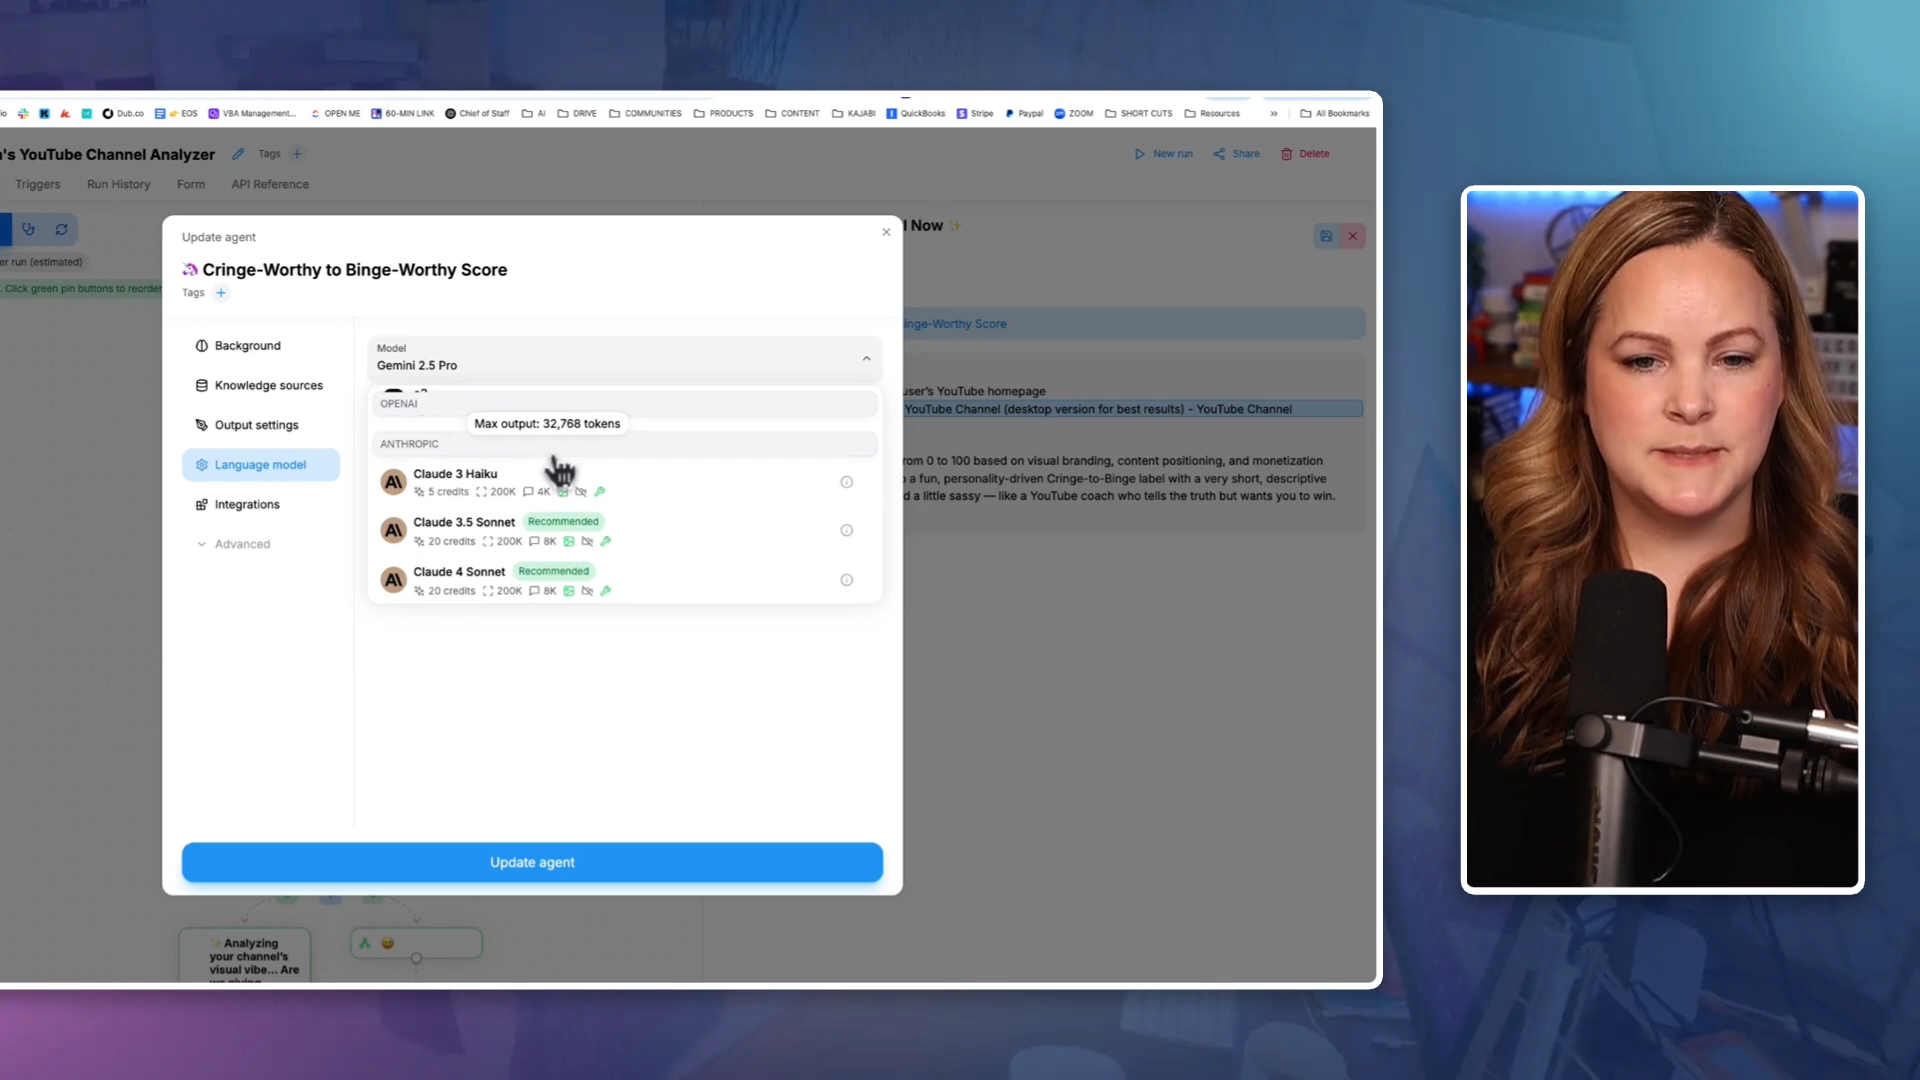 io
Dub.co
EOS
VBA Management...
OPEN ME
60-MIN LINK
Chief of Staff
AI
DRIVE
COMMUNITIES
PRODUCTS
CONTENT
KAJABI
QuickBooks
Stripe
Paypal
ZOOM
SHORT CUTS
Resources
»
All Bookmarks
's YouTube Channel Analyzer
Tags +
New run
Share
Delete
Triggers
Run History
Form
API Reference
er run (estimated)
. Click green pin buttons to reorder
l Now
Update agent
Cringe-Worthy to Binge-Worthy Score
Tags +
Background
Knowledge sources
Output settings
Language model
Integrations
Advanced
Model
Gemini 2.5 Pro
OPENAI
Max output: 32,768 tokens
ANTHROPIC
Claude 3 Haiku
5 credits 200K 4K
Claude 3.5 Sonnet Recommended
20 credits 200K 8K
Claude 4 Sonnet Recommended
20 credits 200K 8K
Update agent
inge-Worthy Score
user's YouTube homepage
YouTube Channel (desktop version for best results) - YouTube Channel
rom 0 to 100 based on visual branding, content positioning, and monetization
a fun, personality-driven Cringe-to-Binge label with a very short, descriptive
d a little sassy — like a YouTube coach who tells the truth but wants you to win.
Analyzing
your channel's
visual vibe... Are
SHURE